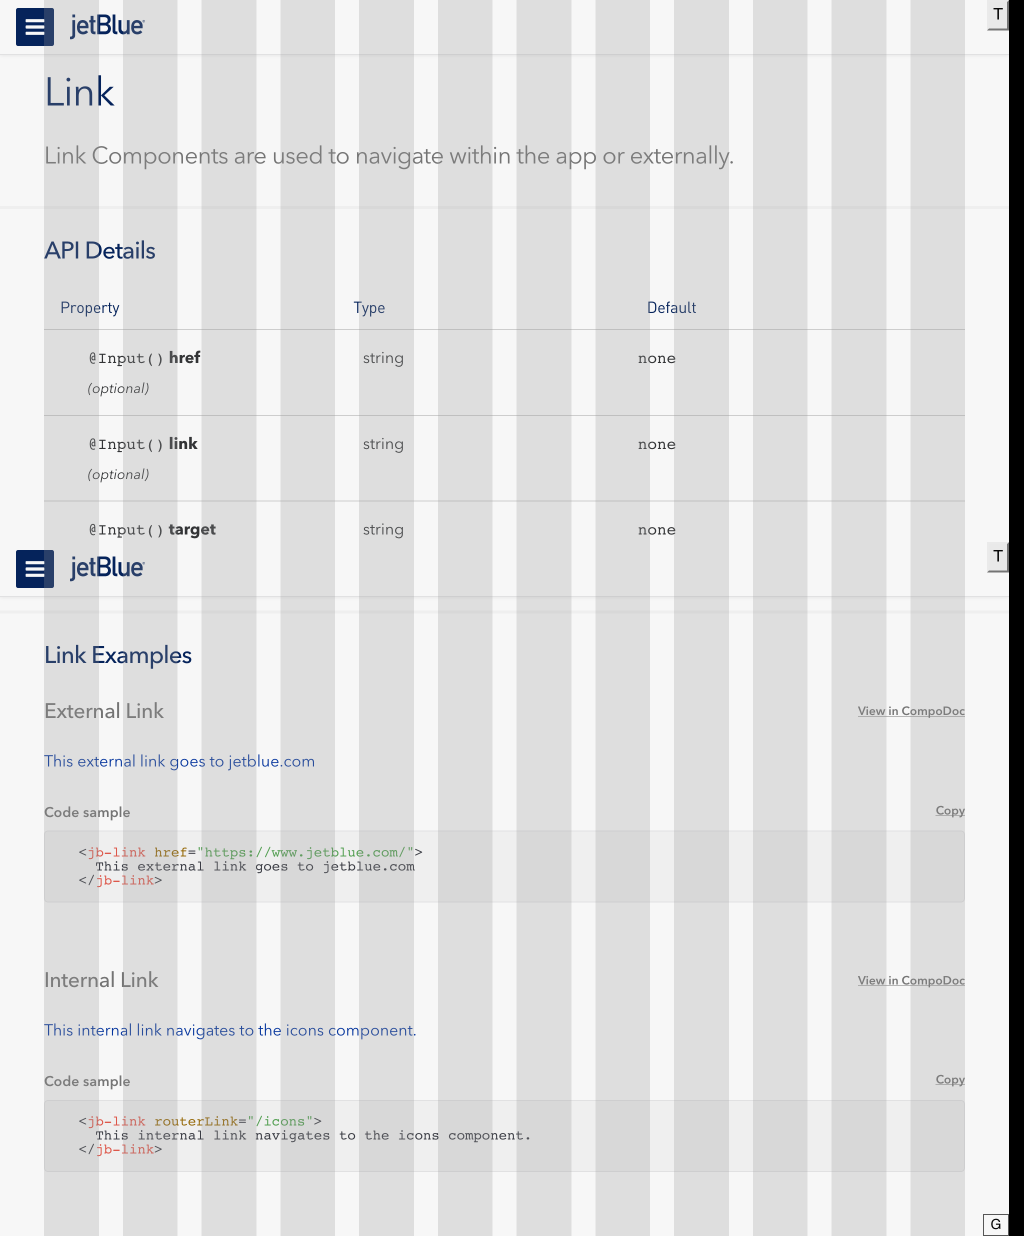 jetBlue
T
Link
Link Components are used to navigate within the app or externally.
API Details
Property Type Default
@Input() href string none
(optional)
@Input() link string none
(optional)
@Input() target string none
jetBlue
T
Link Examples
External Link View in CompoDoc
This external link goes to jetblue.com
Code sample Copy
<jb-link href="https://www.jetblue.com/">
This external link goes to jetblue.com
</jb-link>
Internal Link View in CompoDoc
This internal link navigates to the icons component.
Code sample Copy
<jb-link routerLink="/icons">
This internal link navigates to the icons component.
</jb-link>
G